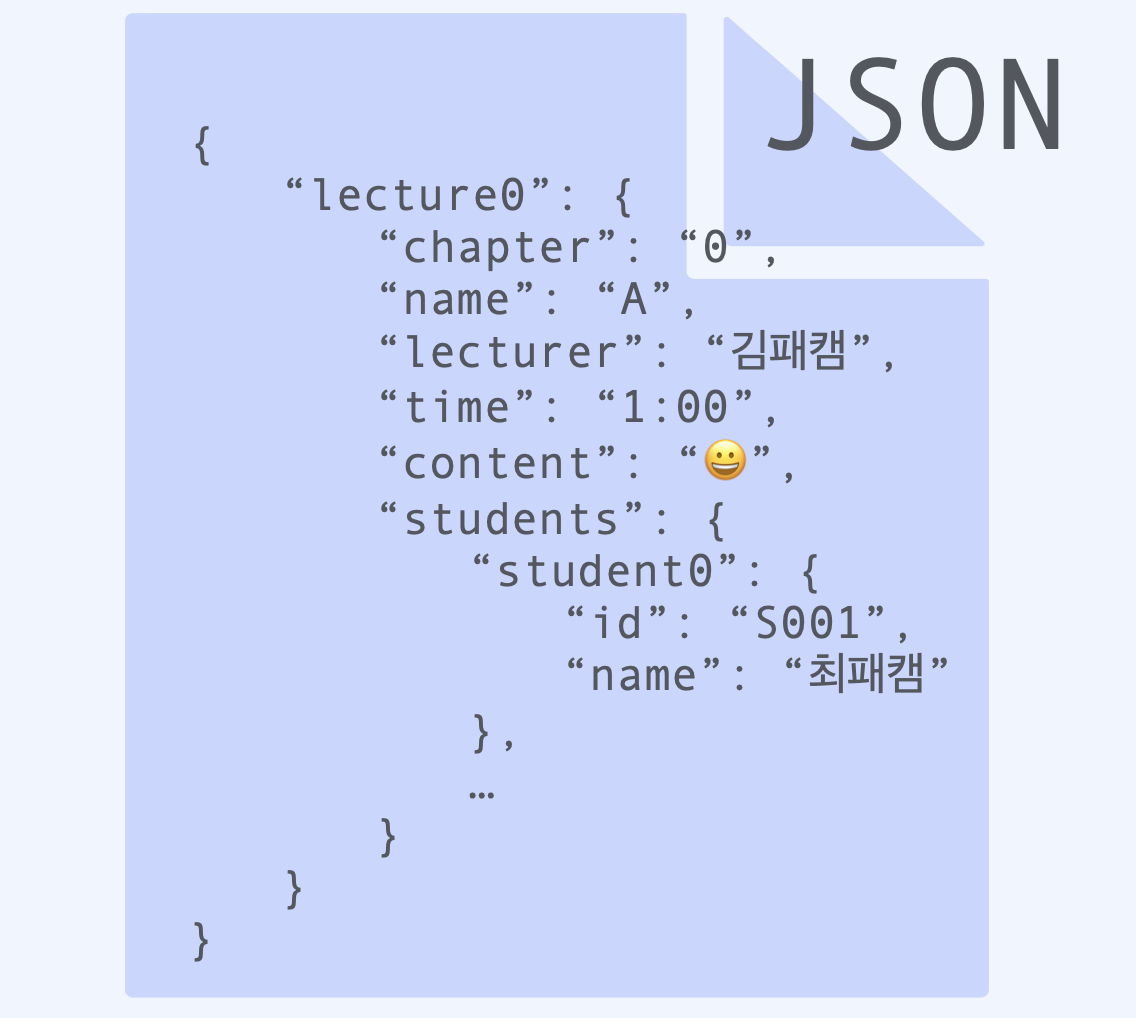 JSON
{
“lecture0”: {
“chapter”: “0”,
“name”: “A”,
“lecturer”: “김패캠”,
“time”: “1:00”,
“content”: “😀”,
“students”: {
“student0”: {
“id”: “S001”,
“name”: “최패캠”
},
…
}
}
}